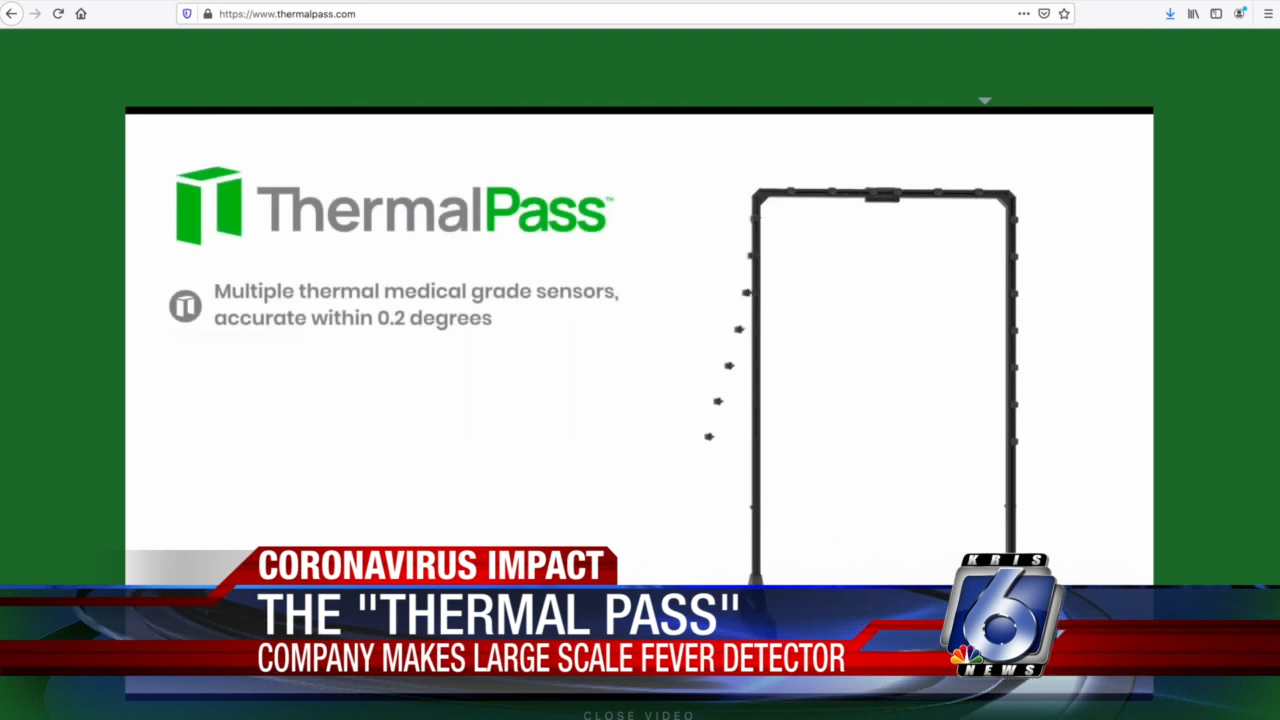 https://www.thermalpass.com
ThermalPass™
Multiple thermal medical grade sensors,
accurate within 0.2 degrees
CORONAVIRUS IMPACT
THE "THERMAL PASS"
COMPANY MAKES LARGE SCALE FEVER DETECTOR
KRIS
6
NEWS
CLOSE VIDEO